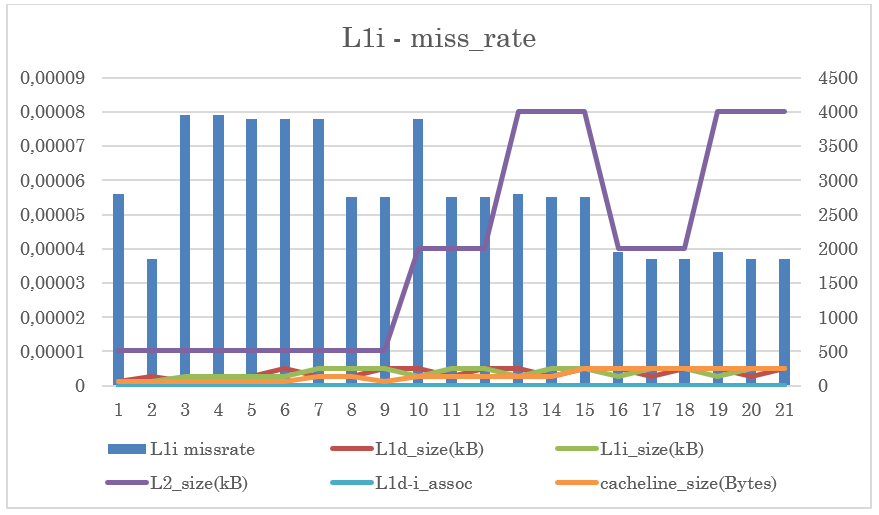 L1i - miss_rate
0,00009 4500
0,00008 4000
0,00007 3500
0,00006 3000
0,00005 2500
0,00004 2000
0,00003 1500
0,00002 1000
0,00001 500
0 0
1 2 3 4 5 6 7 8 9 10 11 12 13 14 15 16 17 18 19 20 21
L1i missrate L1d_size(kB) L1i_size(kB)
L2_size(kB) L1d-i_assoc cacheline_size(Bytes)